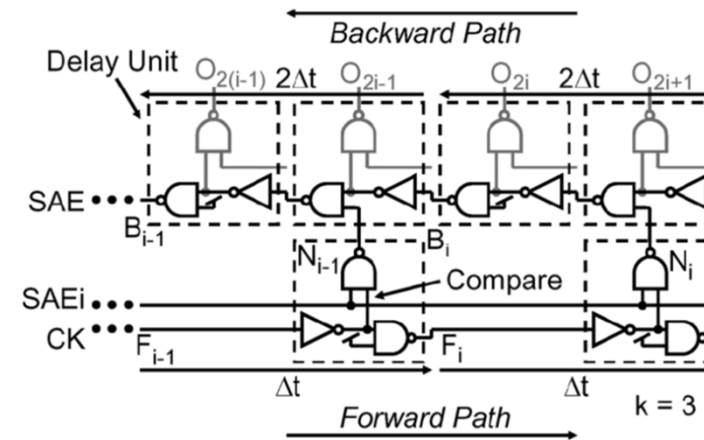 Backward Path
Delay Unit
O2(i-1) 2Δt O2i-1 O2i 2Δt O2i+1
SAE
Bi-1 Bi
Ni-1 Ni
Compare
SAEi
CK
Fi-1 Fi
Δt Δt
k = 3
Forward Path